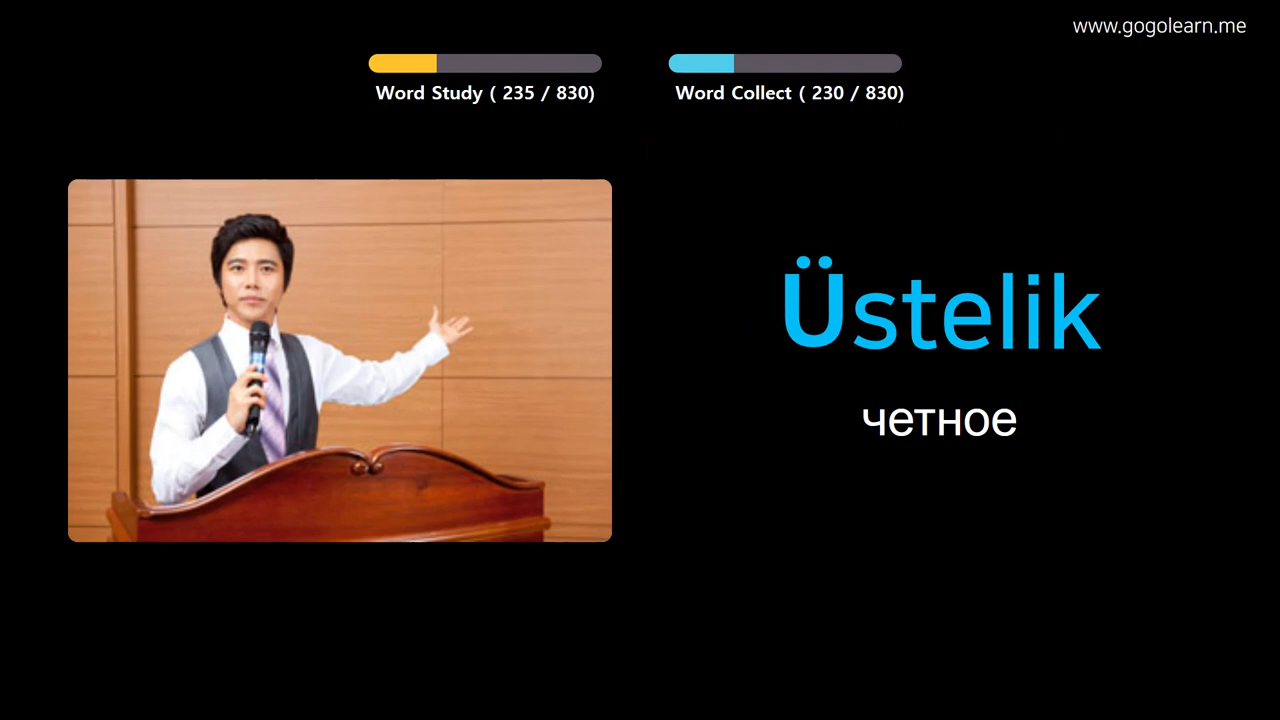 www.gogolearn.me
Word Study ( 235 / 830)
Word Collect ( 230 / 830)
Üstelik
четное